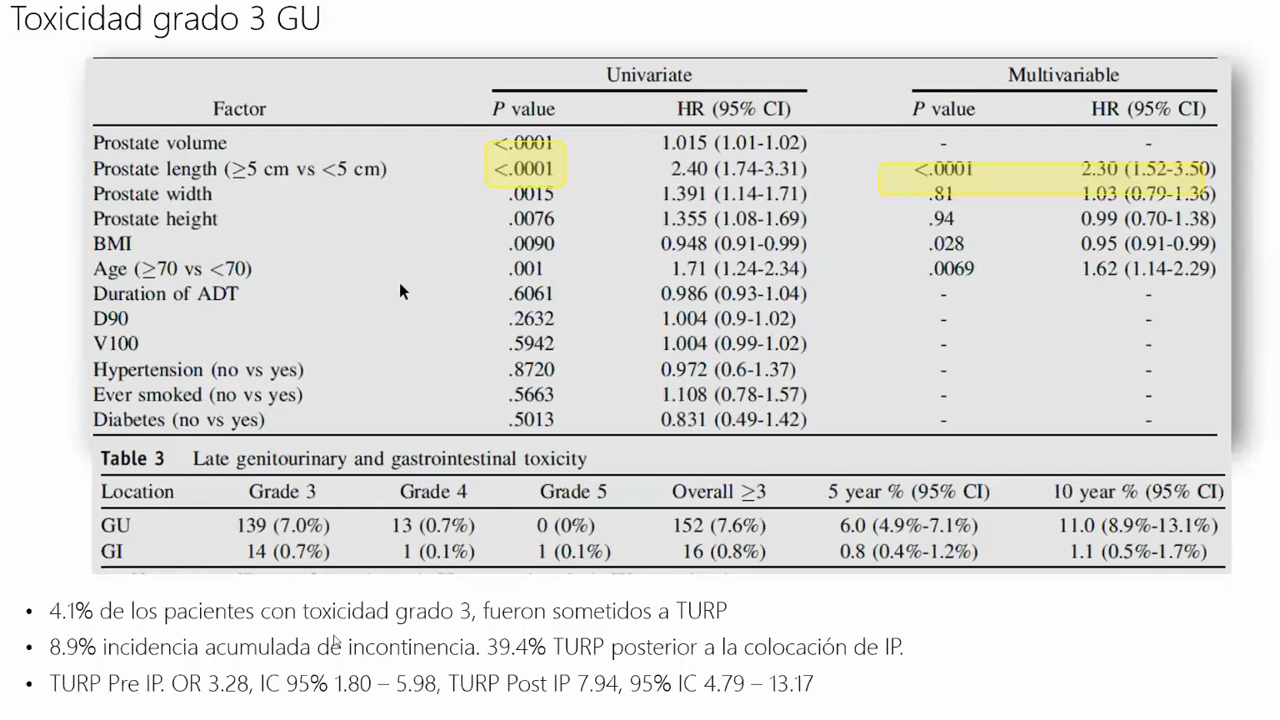 Toxicidad grado 3 GU
Univariate Multivariable
Factor P value HR (95% CI) P value HR (95% CI)
Prostate volume <.0001 1.015 (1.01-1.02) - -
Prostate length (≥5 cm vs <5 cm) <.0001 2.40 (1.74-3.31) <.0001 2.30 (1.52-3.50)
Prostate width .0015 1.391 (1.14-1.71) .81 1.03 (0.79-1.36)
Prostate height .0076 1.355 (1.08-1.69) .94 0.99 (0.70-1.38)
BMI .0090 0.948 (0.91-0.99) .028 0.95 (0.91-0.99)
Age (≥70 vs <70) .001 1.71 (1.24-2.34) .0069 1.62 (1.14-2.29)
Duration of ADT .6061 0.986 (0.93-1.04) - -
D90 .2632 1.004 (0.9-1.02) - -
V100 .5942 1.004 (0.99-1.02) - -
Hypertension (no vs yes) .8720 0.972 (0.6-1.37) - -
Ever smoked (no vs yes) .5663 1.108 (0.78-1.57) - -
Diabetes (no vs yes) .5013 0.831 (0.49-1.42) - -
Table 3 Late genitourinary and gastrointestinal toxicity
Location Grade 3 Grade 4 Grade 5 Overall ≥3 5 year % (95% CI) 10 year % (95% CI)
GU 139 (7.0%) 13 (0.7%) 0 (0%) 152 (7.6%) 6.0 (4.9%-7.1%) 11.0 (8.9%-13.1%)
GI 14 (0.7%) 1 (0.1%) 1 (0.1%) 16 (0.8%) 0.8 (0.4%-1.2%) 1.1 (0.5%-1.7%)
• 4.1% de los pacientes con toxicidad grado 3, fueron sometidos a TURP
• 8.9% incidencia acumulada de incontinencia. 39.4% TURP posterior a la colocación de IP.
• TURP Pre IP. OR 3.28, IC 95% 1.80 – 5.98, TURP Post IP 7.94, 95% IC 4.79 – 13.17